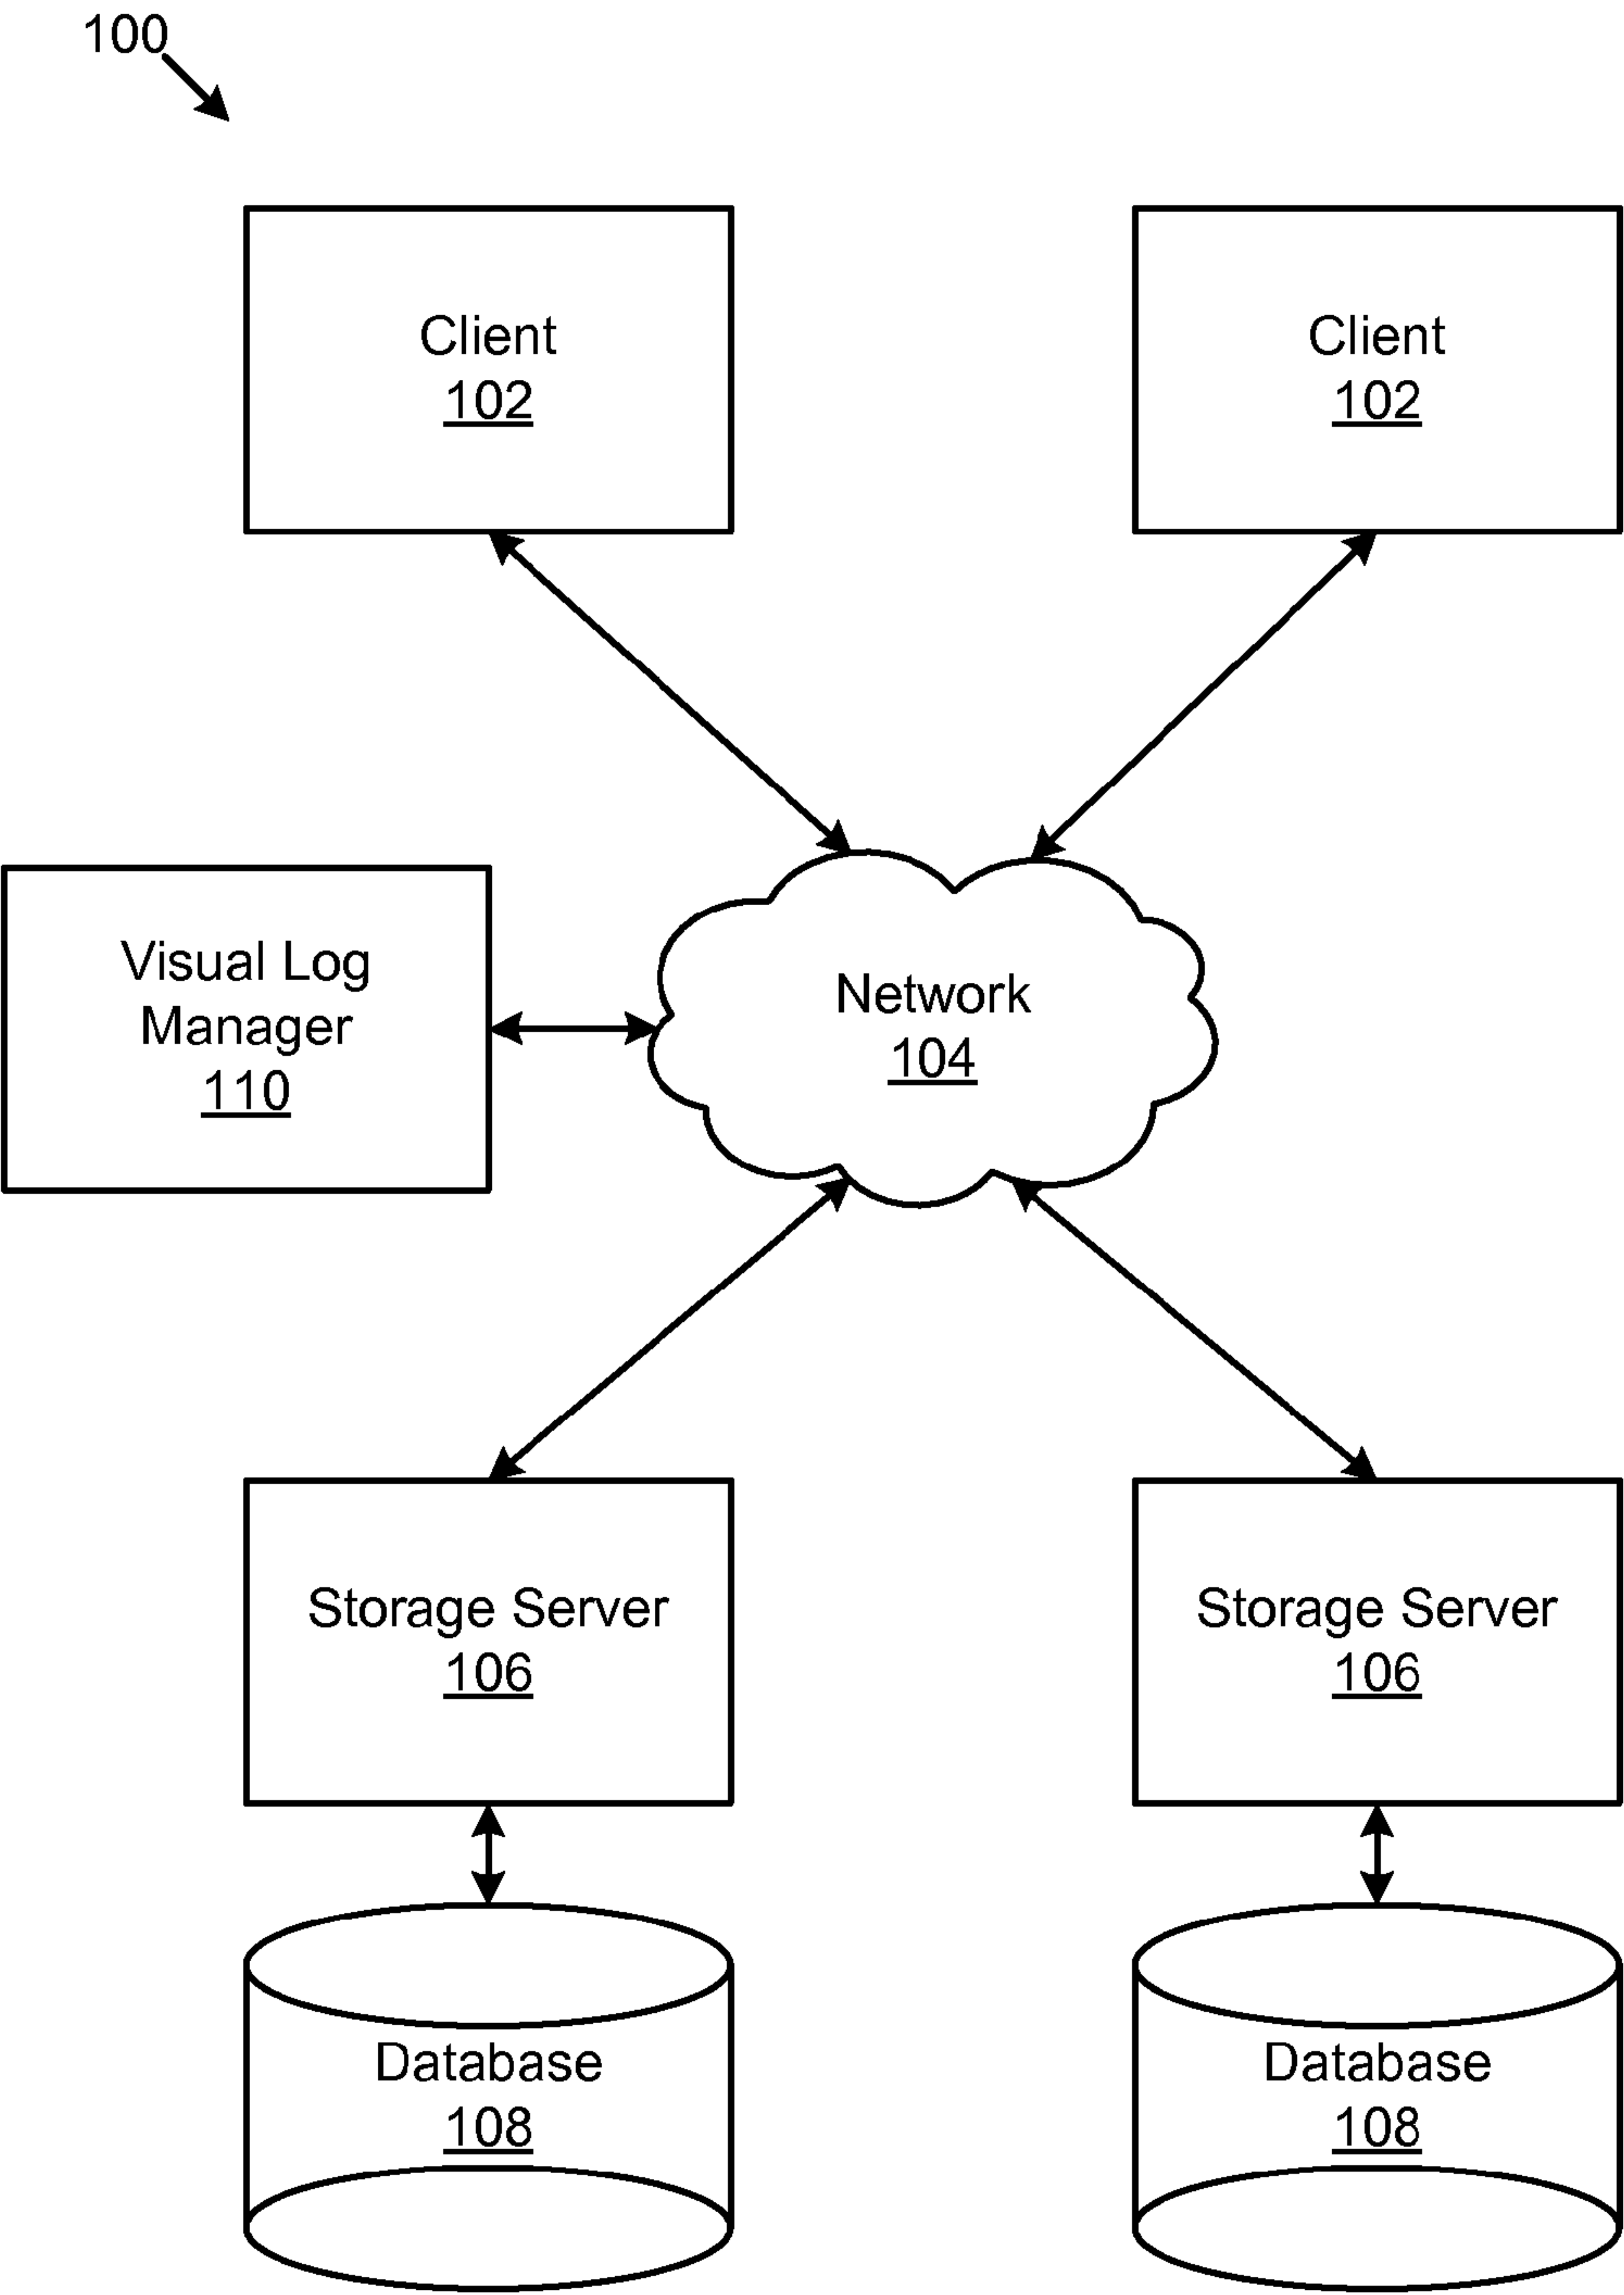 100
Client
102
Client
102
Visual Log
Manager
110
Network
104
Storage Server
106
Storage Server
106
Database
108
Database
108